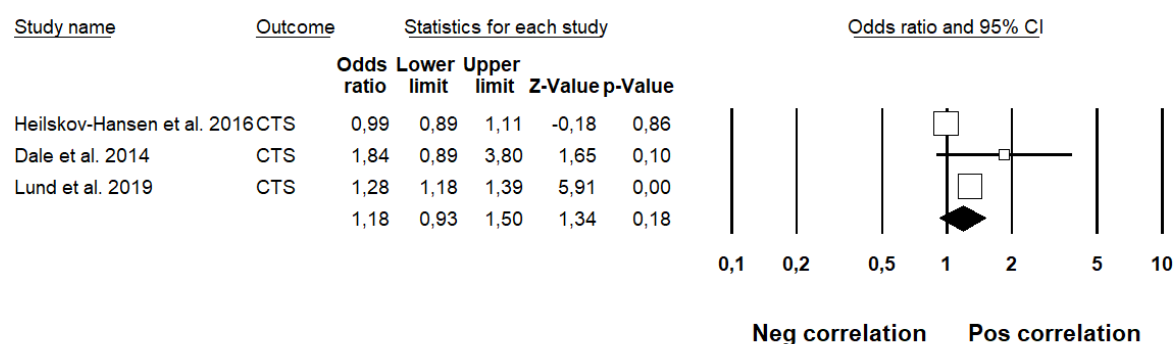 Study name Outcome Statistics for each study Odds ratio and 95% CI
Odds Lower Upper
ratio limit limit Z-Value p-Value
Heilskov-Hansen et al. 2016 CTS 0,99 0,89 1,11 -0,18 0,86
Dale et al. 2014 CTS 1,84 0,89 3,80 1,65 0,10
Lund et al. 2019 CTS 1,28 1,18 1,39 5,91 0,00
1,18 0,93 1,50 1,34 0,18
0,1 0,2 0,5 1 2 5 10
Neg correlation Pos correlation